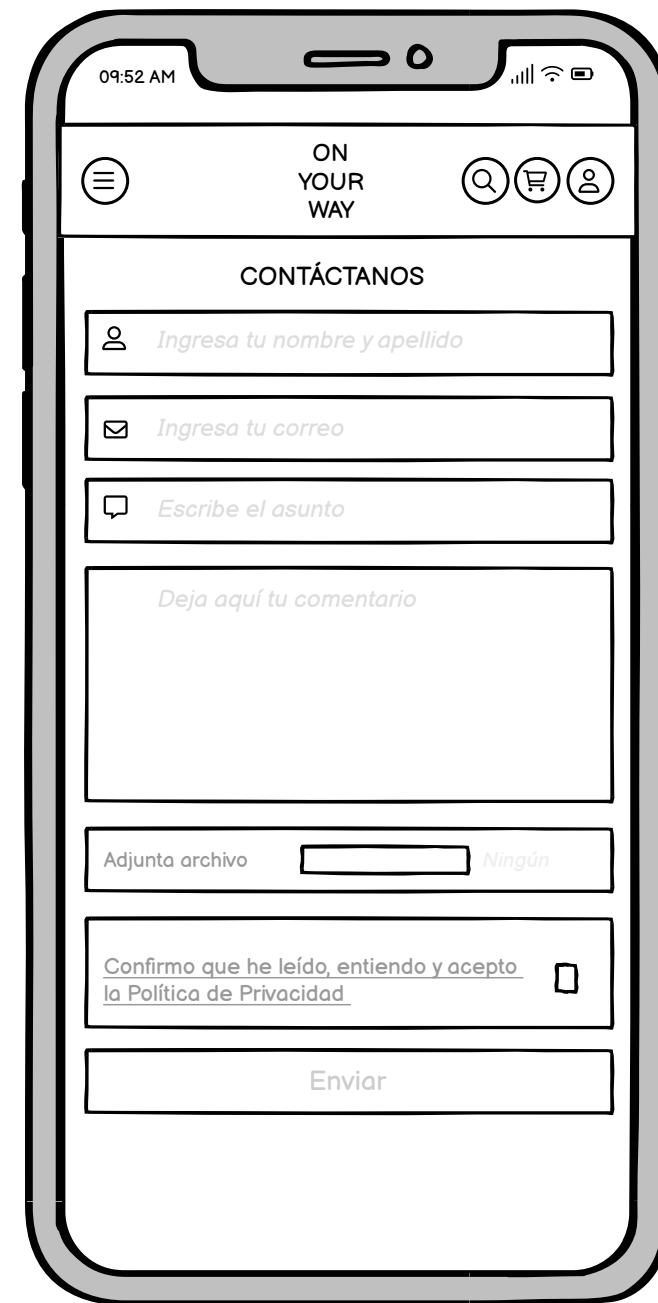 09:52 AM
ON
YOUR
WAY
CONTÁCTANOS
Ingresa tu nombre y apellido
Ingresa tu correo
Escribe el asunto
Deja aquí tu comentario
Adjunta archivo Ningún
Confirmo que he leído, entiendo y acepto
la Política de Privacidad
Enviar